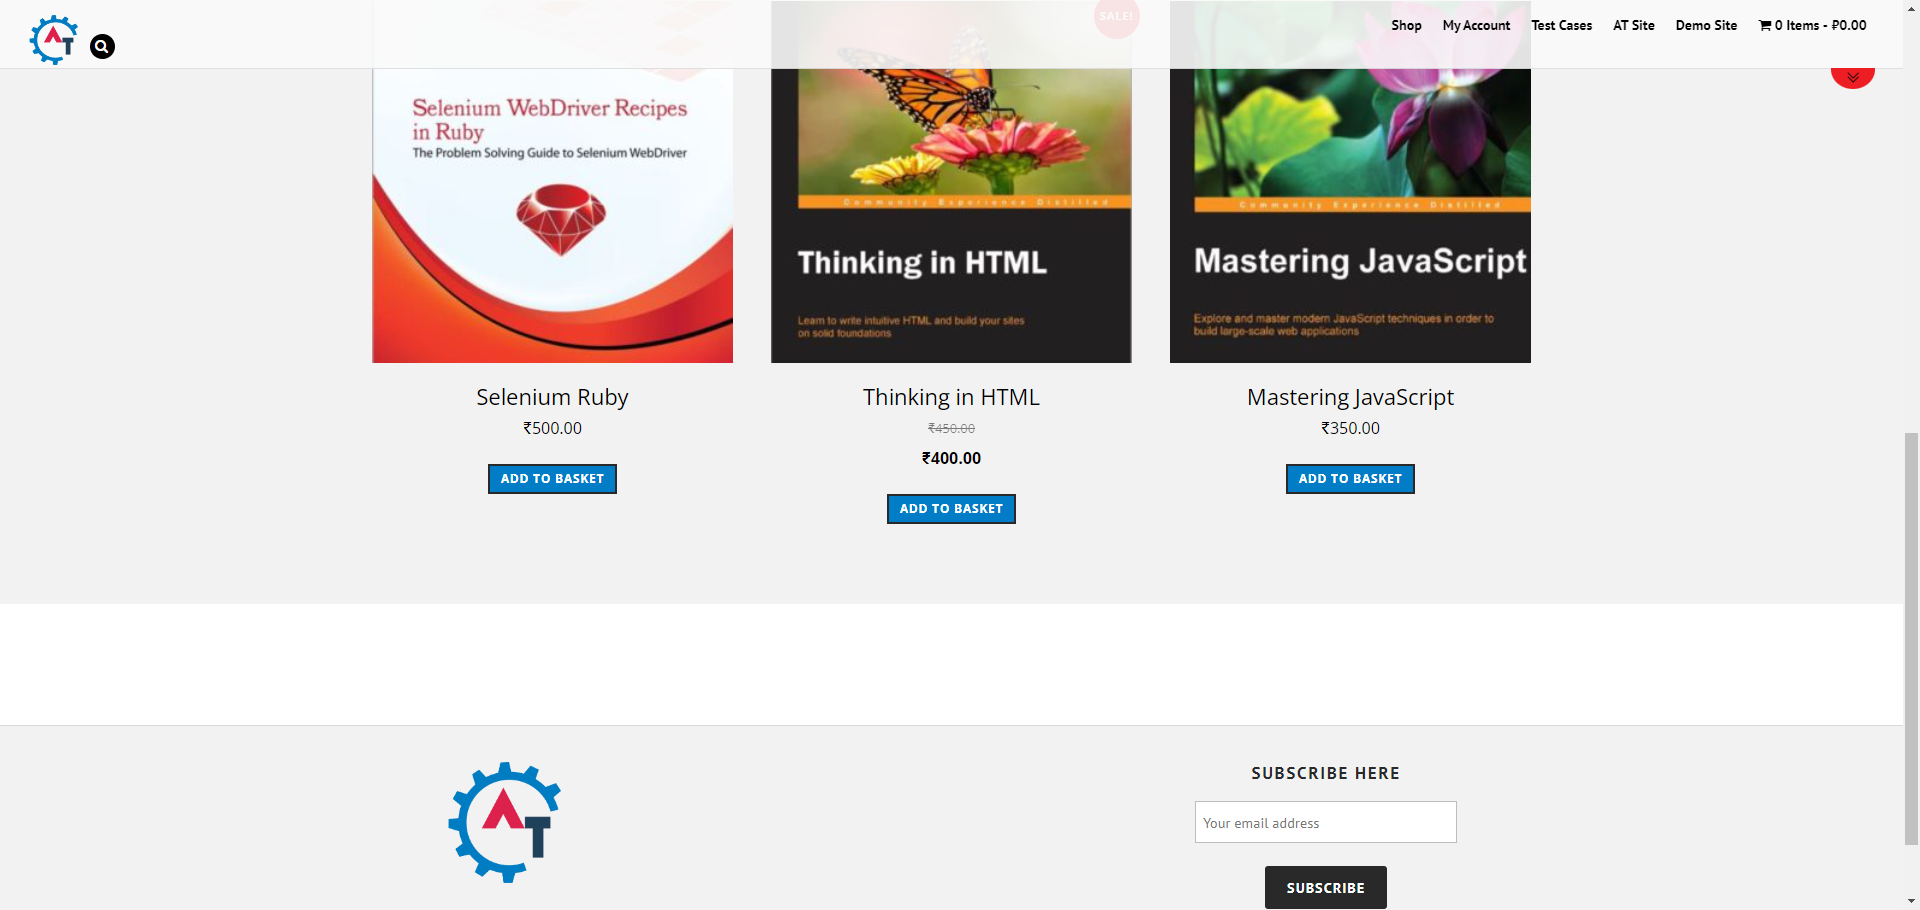 AT
Shop My Account Test Cases AT Site Demo Site 0 Items - ₽0.00
SALE!
Selenium WebDriver Recipes
in Ruby
The Problem Solving Guide to Selenium WebDriver
Community Experience Distilled
Thinking in HTML
Learn to write intuitive HTML and build your sites
on solid foundations
Community Experience Distilled
Mastering JavaScript
Explore and master modern JavaScript techniques in order to
build large-scale web applications
Selenium Ruby
₹500.00
ADD TO BASKET
Thinking in HTML
₹450.00
₹400.00
ADD TO BASKET
Mastering JavaScript
₹350.00
ADD TO BASKET
AT
SUBSCRIBE HERE
Your email address
SUBSCRIBE